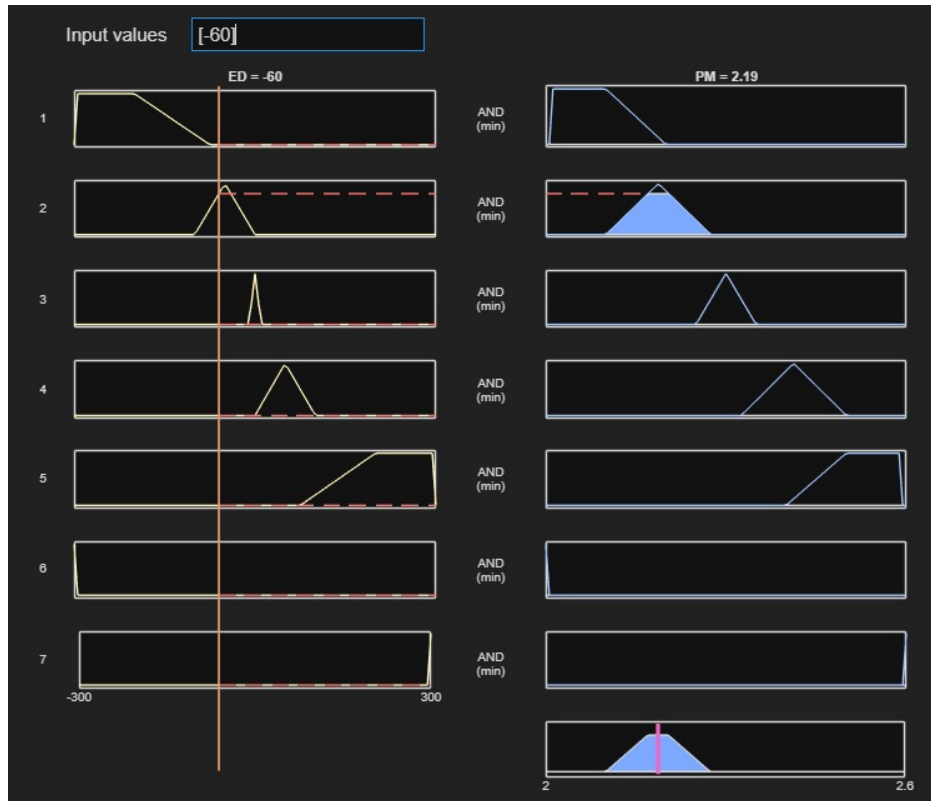 Input values [-60]
ED = -60 PM = 2.19
1 AND
(min)
2 AND
(min)
3 AND
(min)
4 AND
(min)
5 AND
(min)
6 AND
(min)
7 AND
(min)
-300 300
2 2.6